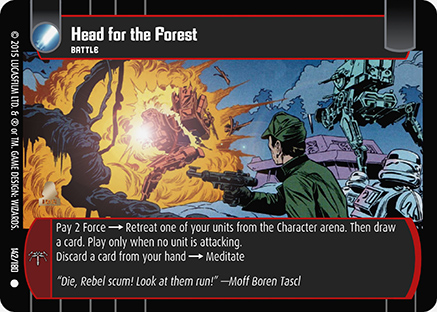 Head for the Forest
BATTLE
Pay 2 Force → Retreat one of your units from the Character arena. Then draw
a card. Play only when no unit is attacking.
Discard a card from your hand → Meditate
"Die, Rebel scum! Look at them run!" —Moff Boren Tascl
© 2015 LUCASFILM LTD. & ® or TM. GAME DESIGN: WIZARDS.
142/180